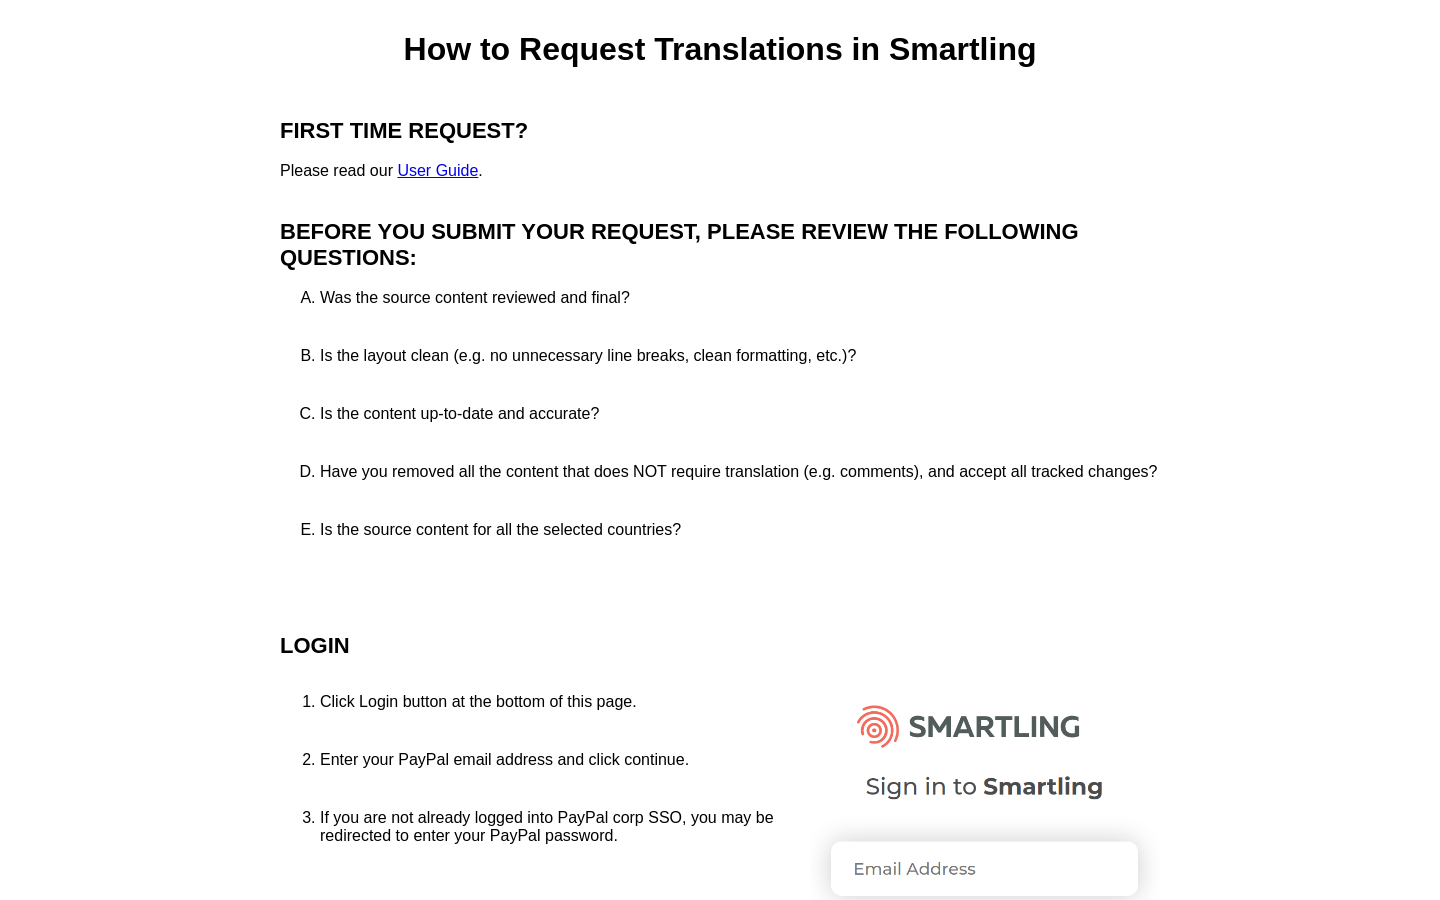 How to Request Translations in Smartling
FIRST TIME REQUEST?
Please read our User Guide.
BEFORE YOU SUBMIT YOUR REQUEST, PLEASE REVIEW THE FOLLOWING
QUESTIONS:
A. Was the source content reviewed and final?
B. Is the layout clean (e.g. no unnecessary line breaks, clean formatting, etc.)?
C. Is the content up-to-date and accurate?
D. Have you removed all the content that does NOT require translation (e.g. comments), and accept all tracked changes?
E. Is the source content for all the selected countries?
LOGIN
1. Click Login button at the bottom of this page.
2. Enter your PayPal email address and click continue.
3. If you are not already logged into PayPal corp SSO, you may be
redirected to enter your PayPal password.
SMARTLING
Sign in to Smartling
Email Address